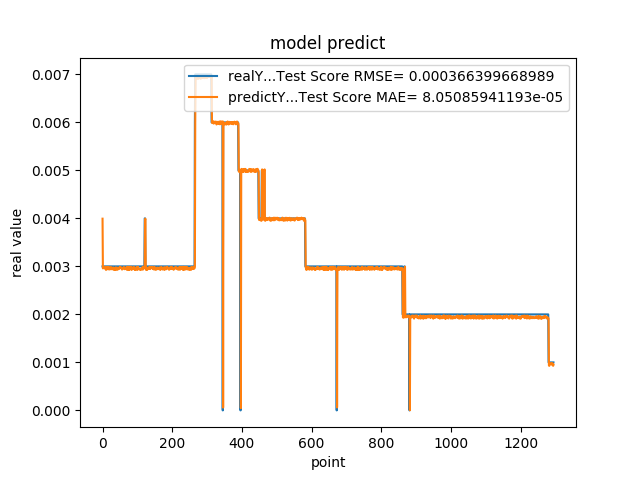 model predict
realY...Test Score RMSE= 0.000366399668989
predictY...Test Score MAE= 8.05085941193e-05
real value
0.007
0.006
0.005
0.004
0.003
0.002
0.001
0.000
0 200 400 600 800 1000 1200
point